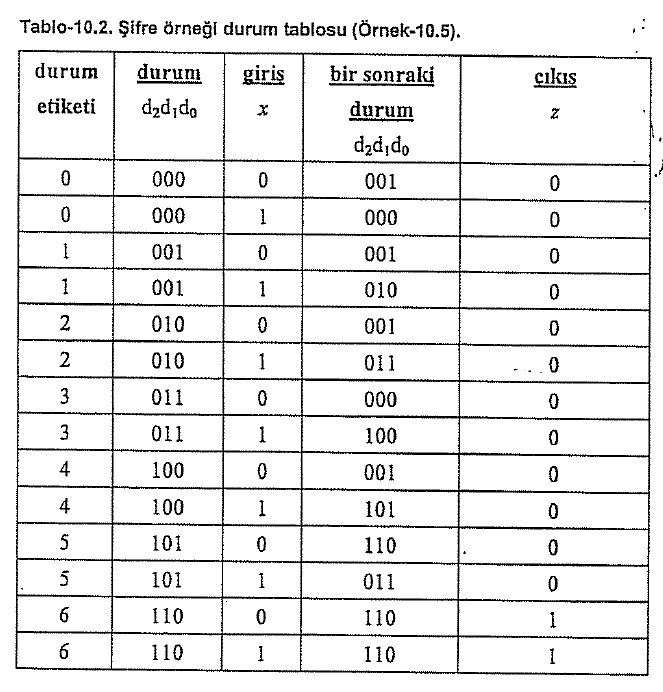 Tablo-10.2. Şifre örneği durum tablosu (Örnek-10.5).
durum etiketi durum d₂d₁d₀ giris x bir sonraki durum d₂d₁d₀ cıkıs z
0 000 0 001 0
0 000 1 000 0
1 001 0 001 0
1 001 1 010 0
2 010 0 001 0
2 010 1 011 0
3 011 0 000 0
3 011 1 100 0
4 100 0 001 0
4 100 1 101 0
5 101 0 110 0
5 101 1 011 0
6 110 0 110 1
6 110 1 110 1